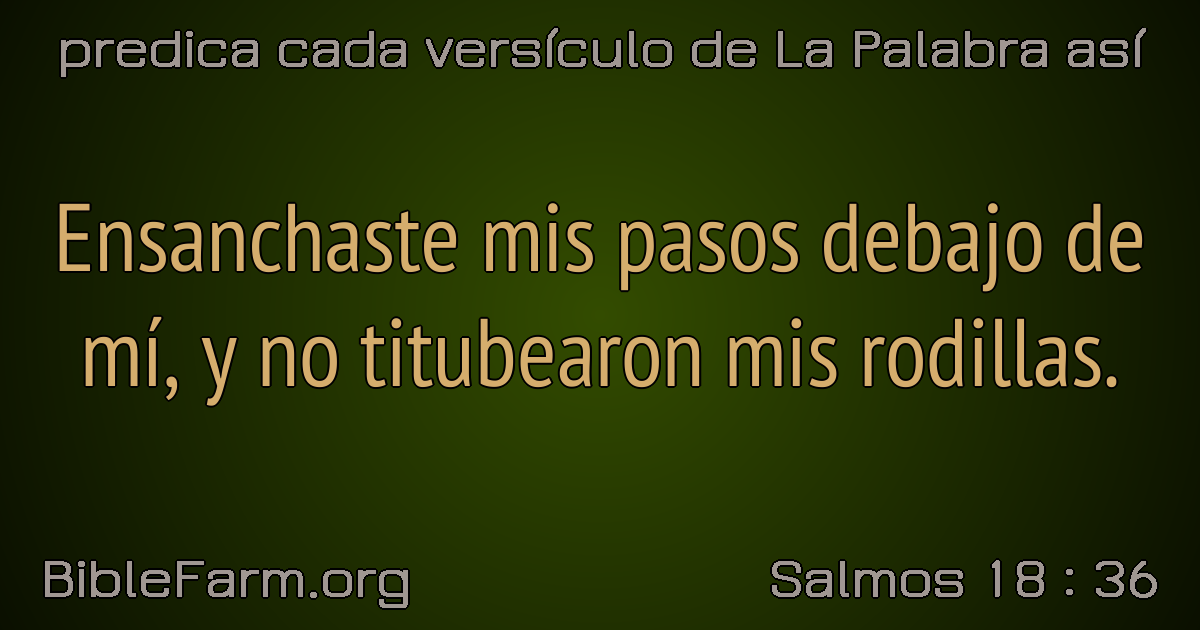 predica cada versículo de La Palabra así
Ensanchaste mis pasos debajo de
mí, y no titubearon mis rodillas.
BibleFarm.org
Salmos 18 : 36